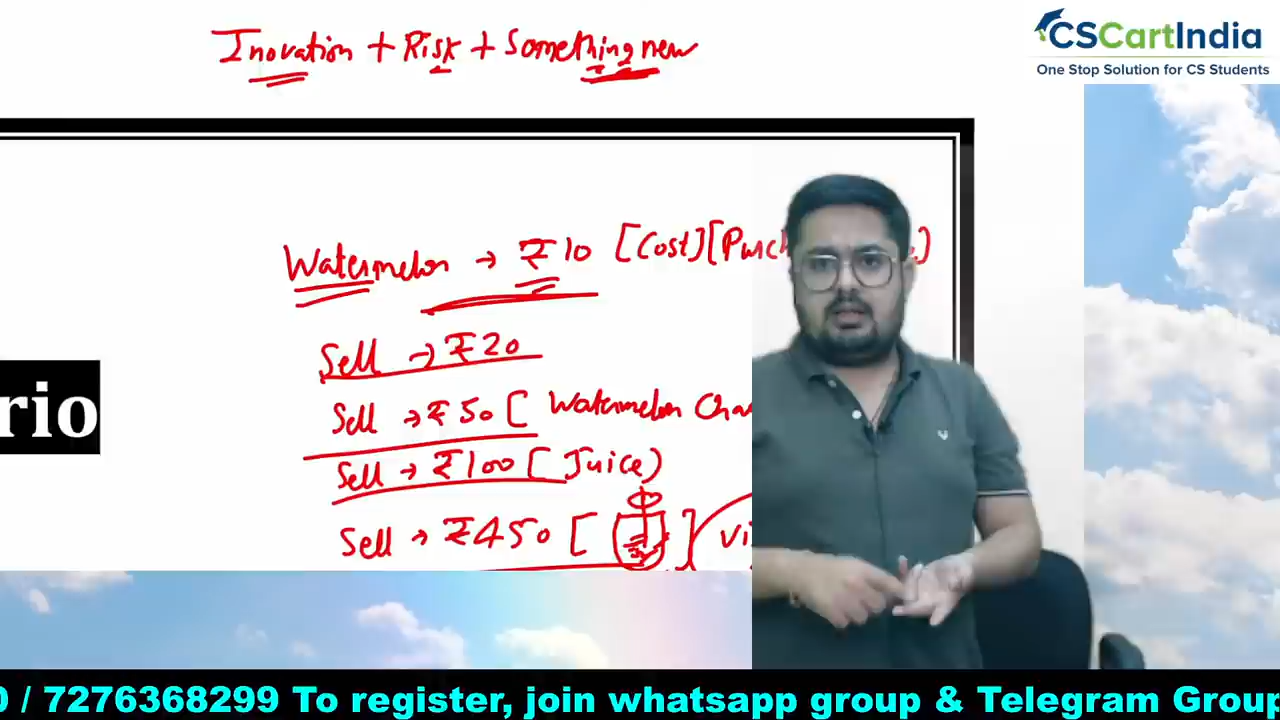 Inovation + Risk + Something new
CSCartIndia
One Stop Solution for CS Students
Watermelon → ₹10 [Cost]
Sell → ₹20
Sell → ₹50 [ Watermelon
rio
Sell → ₹100 [Juice)
Sell → ₹450 [ ]
0 / 7276368299 To register, join whatsapp group & Telegram Group